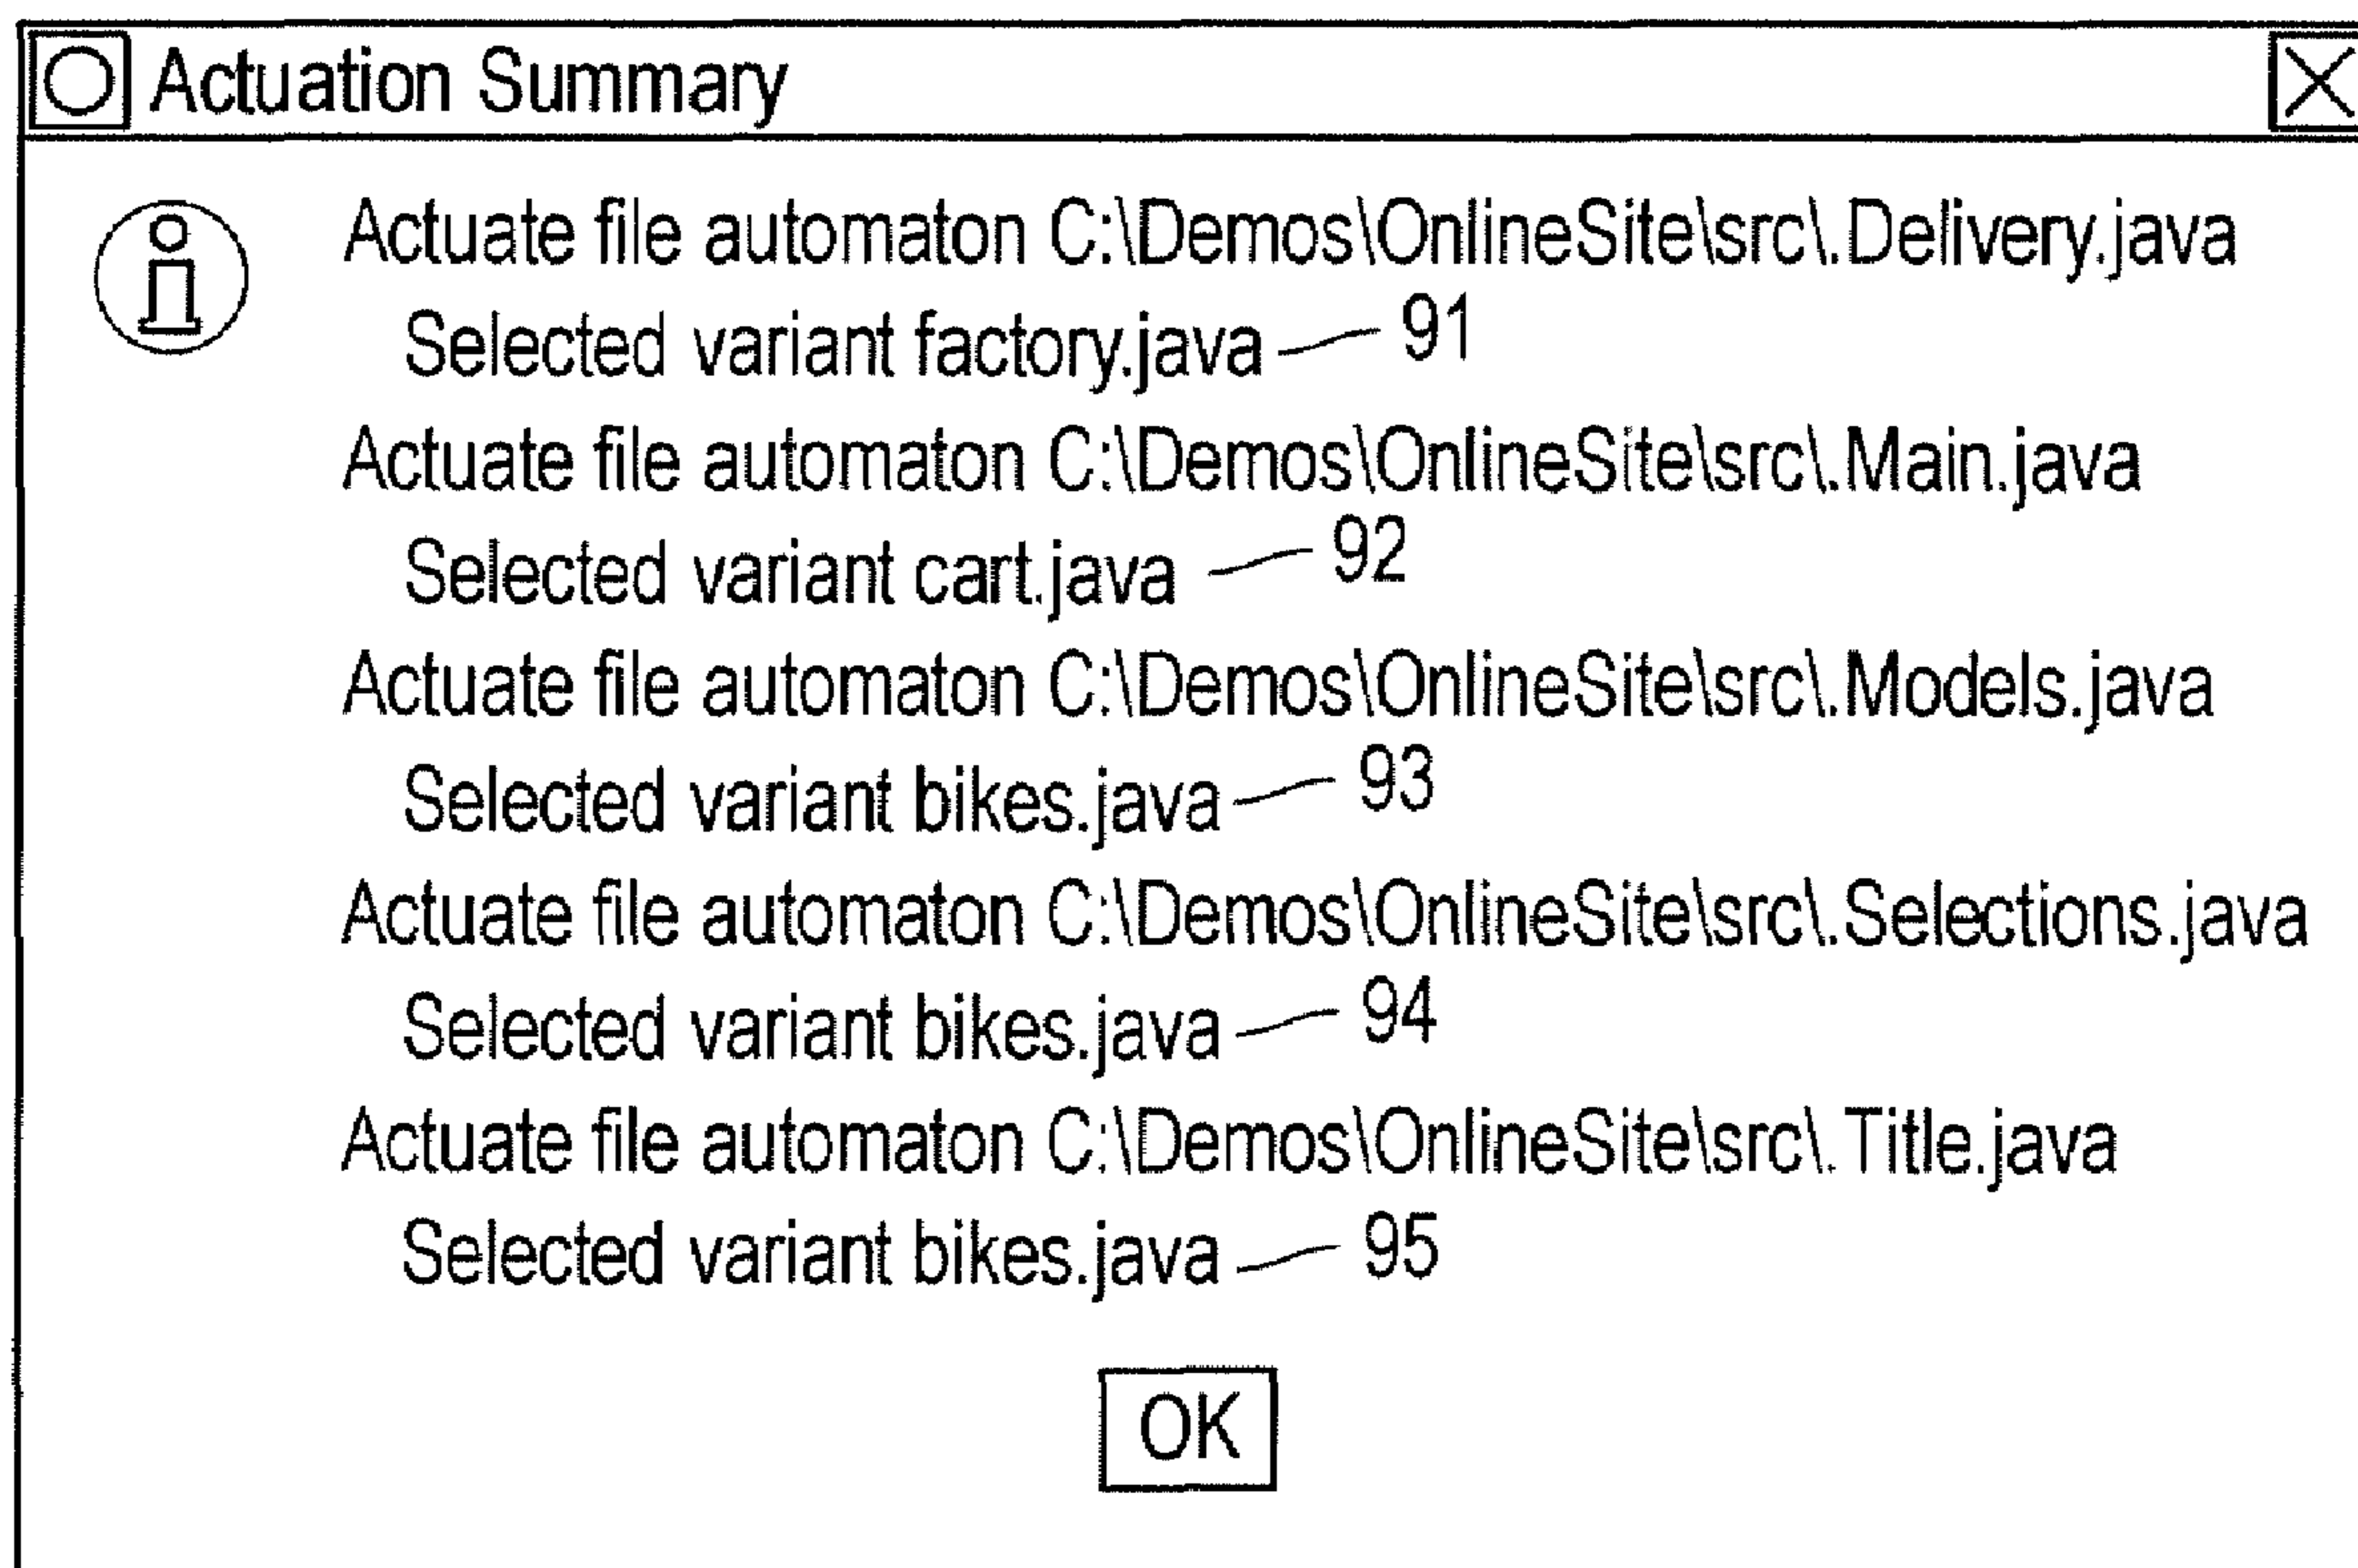 Actuation Summary
Actuate file automaton C:\Demos\OnlineSite\src\.Delivery.java
Selected variant factory.java 91
Actuate file automaton C:\Demos\OnlineSite\src\.Main.java
Selected variant cart.java 92
Actuate file automaton C:\Demos\OnlineSite\src\.Models.java
Selected variant bikes.java 93
Actuate file automaton C:\Demos\OnlineSite\src\.Selections.java
Selected variant bikes.java 94
Actuate file automaton C:\Demos\OnlineSite\src\.Title.java
Selected variant bikes.java 95
OK